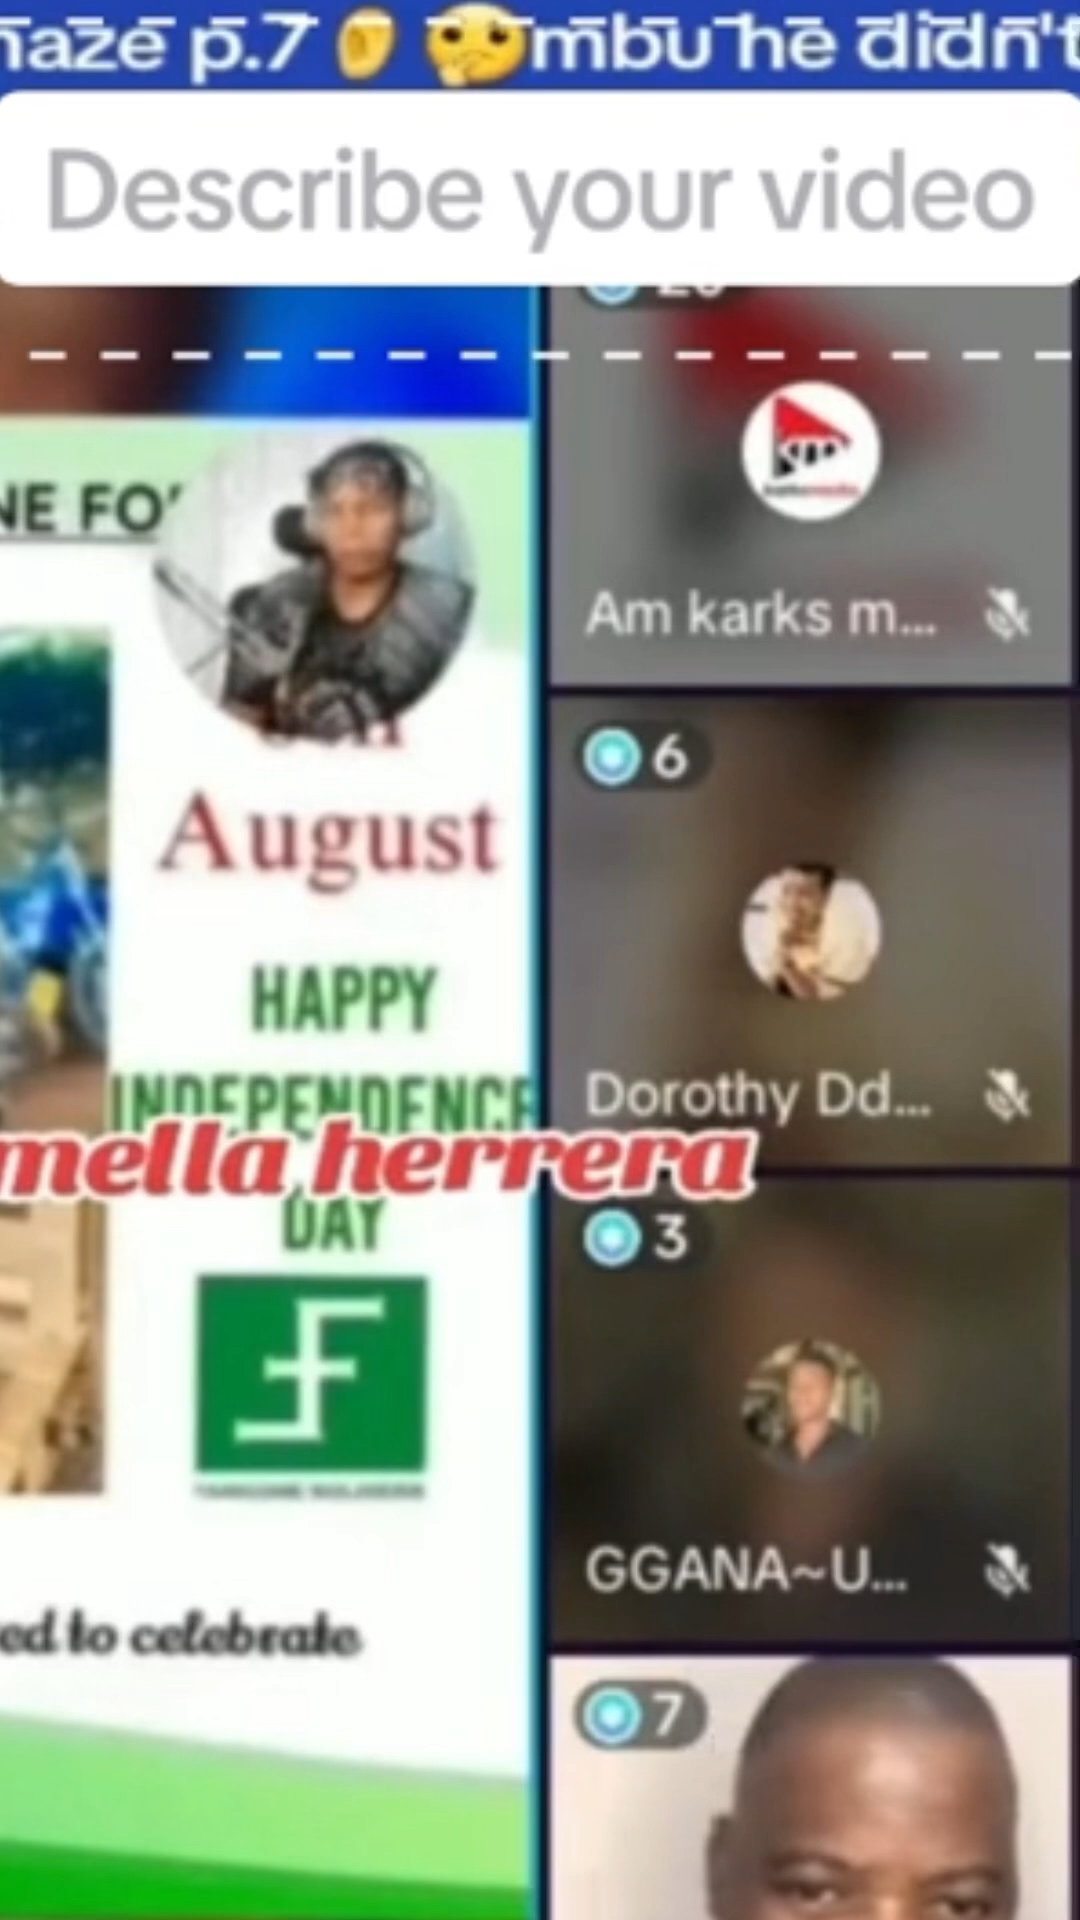 naze p.7 👂 🤔mbu he didn't
Describe your video
NE FO
Am karks m...
August
6
HAPPY
Dorothy Dd...
INDEPENDENCE
mella herrera
DAY
3
GGANA~U...
ed to celebrate
7